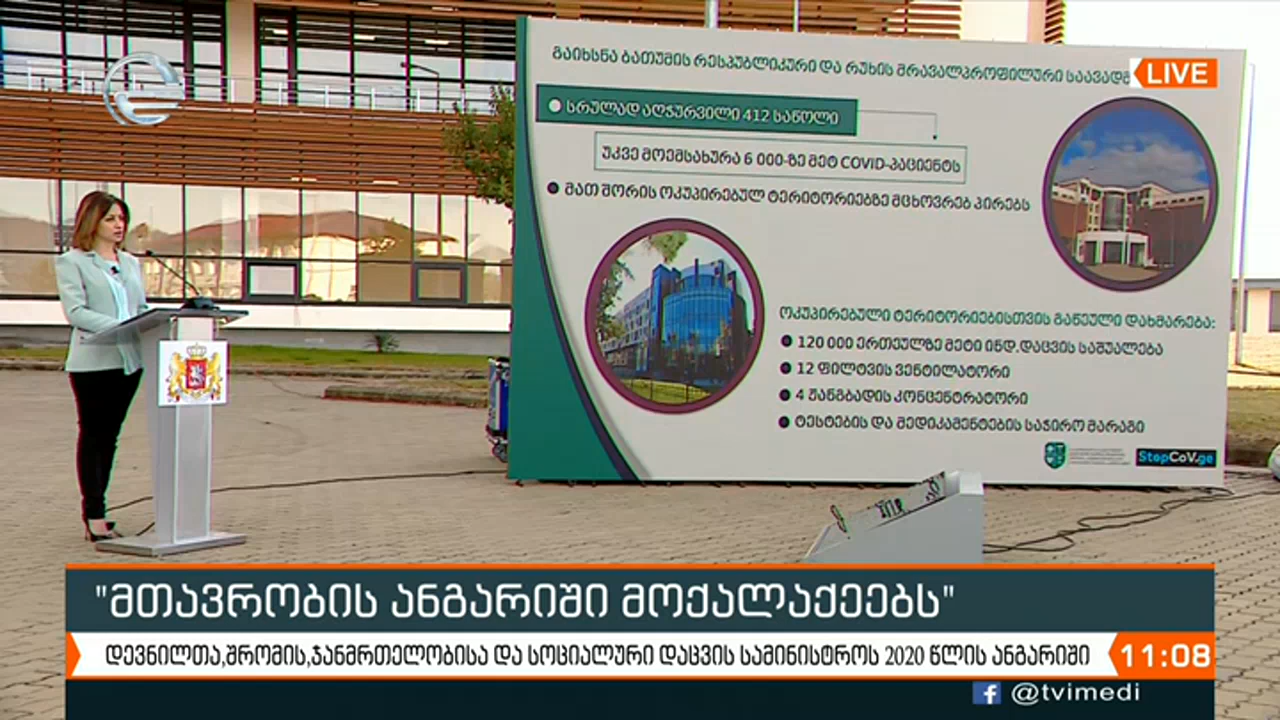 გაიხსნა ბათუმის რესპუბლიკური და რუხის მრავალპროფილური
LIVE
სრულად აღჭურვილი 412 საწოლი
უკვე მოემსახურა 6 000-ზე მეტ COVID-პაციენტს
მათ შორის ოკუპირებულ ტერიტორიებზე მცხოვრებ პირებს
ოკუპირებული ტერიტორიებისთვის გაწეული დახმარება:
120 000 ერთეულზე მეტი ინდ.დაცვის საშუალება
12 ფილტვის ვენტილატორი
4 ჟანგბადის კონცენტრატორი
ტესტების და მედიკამენტების საჭირო მარაგი
StopCoV.ge
"მთავრობის ანგარიში მოქალაქეებს"
დევნილთა,შრომის,ჯანმრთელობისა და სოციალური დაცვის სამინისტროს 2020 წლის ანგარიში
11:08
@tvimedi